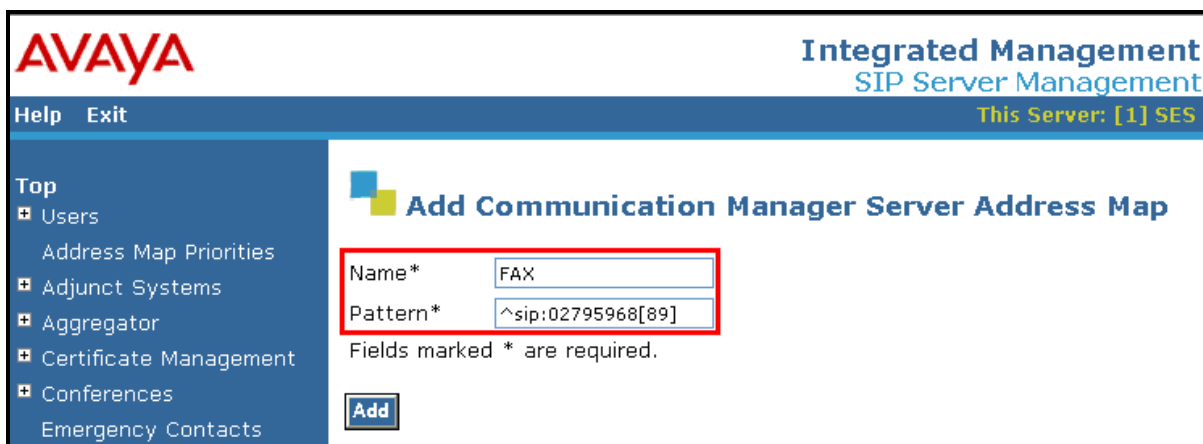 AVAYA
Integrated Management
SIP Server Management
Help Exit
This Server: [1] SES
Top
Users
Address Map Priorities
Adjunct Systems
Aggregator
Certificate Management
Conferences
Emergency Contacts
Add Communication Manager Server Address Map
Name* FAX
Pattern* ^sip:02795968[89]
Fields marked * are required.
Add